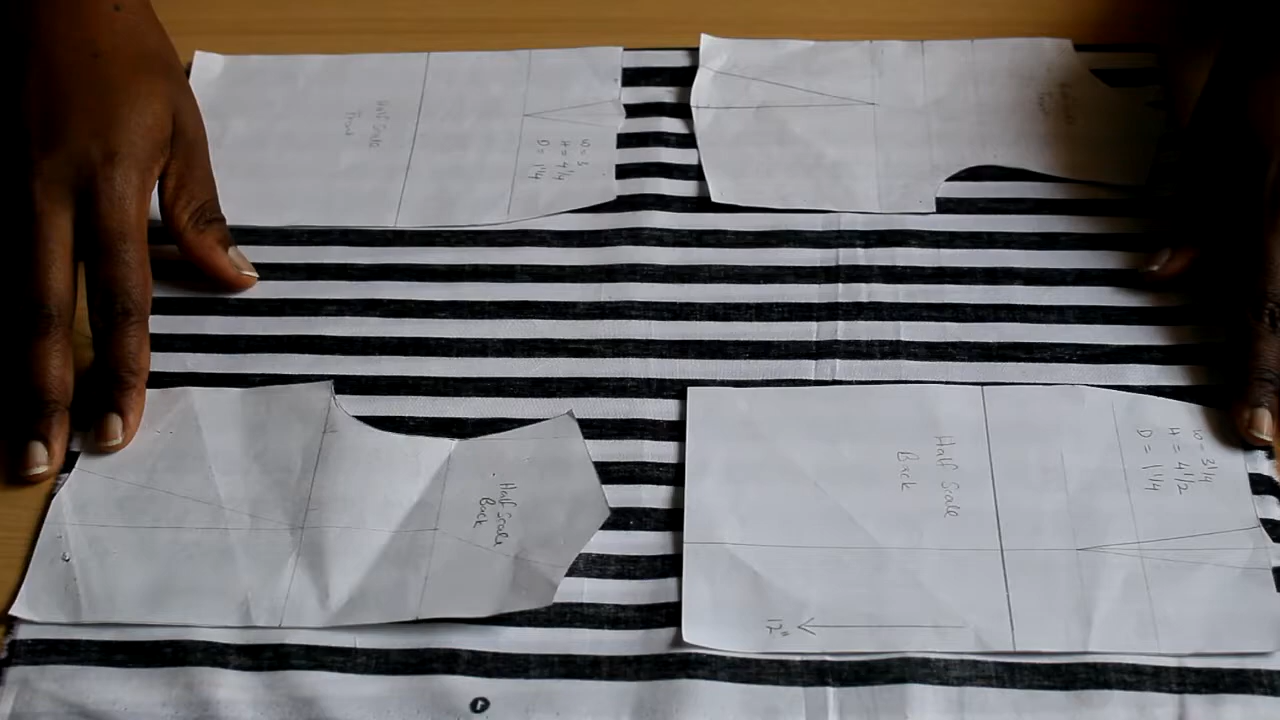 Half Scale
Front
W = 3
H = 4 1/4
D = 1 1/4
Half Scale
Back
Half Scale
Back
W = 3 1/4
H = 4 1/2
D = 1 1/4
12"